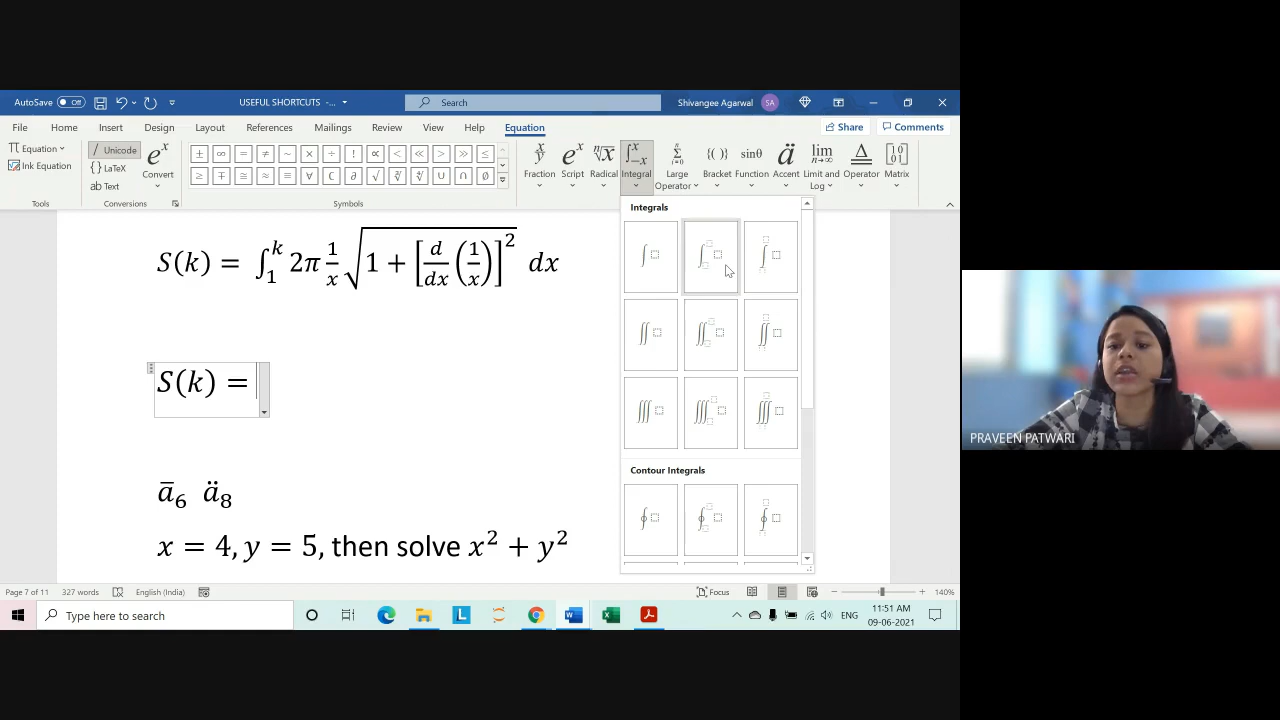 AutoSave Off USEFUL SHORTCUTS -... Search Shivangee Agarwal SA
File Home Insert Design Layout References Mailings Review View Help Equation Share Comments
Equation Ink Equation Unicode LaTeX Text Convert
± ∞ = ≠ ~ × ÷ ! ∝ < ≪ > ≫ ≤
≥ ∓ ≅ ≈ ≡ ∀ ∁ ∂ √ ∛ ∜ ∪ ∩ ∅
Fraction Script Radical Integral Large Operator Bracket Function Accent Limit and Log Operator Matrix
Tools Conversions Symbols
Integrals
S(k) = ∫₁ᵏ 2π 1/x √(1 + [d/dx (1/x)]²) dx
S(k) =
Contour Integrals
ā₆ ä₈
x = 4, y = 5, then solve x² + y²
PRAVEEN PATWARI
Page 7 of 11 327 words English (India) Focus 140%
Type here to search ENG 11:51 AM
09-06-2021